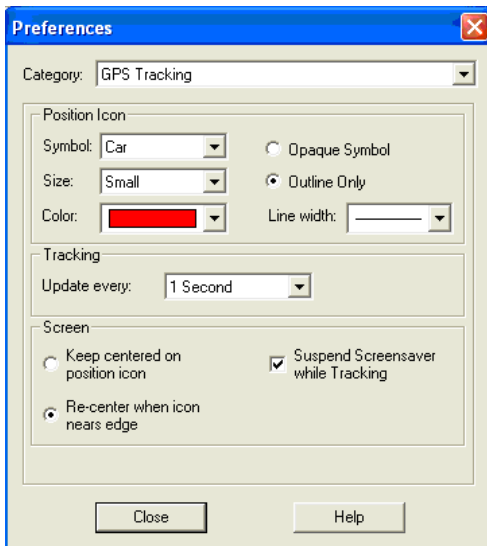 Preferences
Category: GPS Tracking
Position Icon
Symbol: Car
Opaque Symbol
Size: Small
Outline Only
Color:
Line width:
Tracking
Update every: 1 Second
Screen
Keep centered on
position icon
Suspend Screensaver
while Tracking
Re-center when icon
nears edge
Close
Help